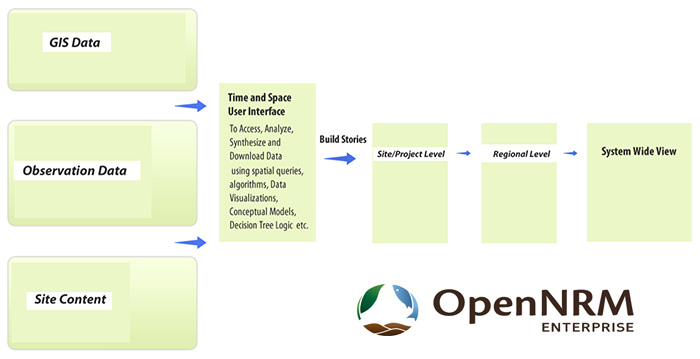 GIS Data
Observation Data
Site Content
Time and Space
User Interface
To Access, Analyze,
Synthesize and
Download Data
using spatial queries,
algorithms, Data
Visualizations,
Conceptual Models,
Decision Tree Logic etc.
Build Stories
Site/Project Level
Regional Level
System Wide View
OpenNRM
ENTERPRISE